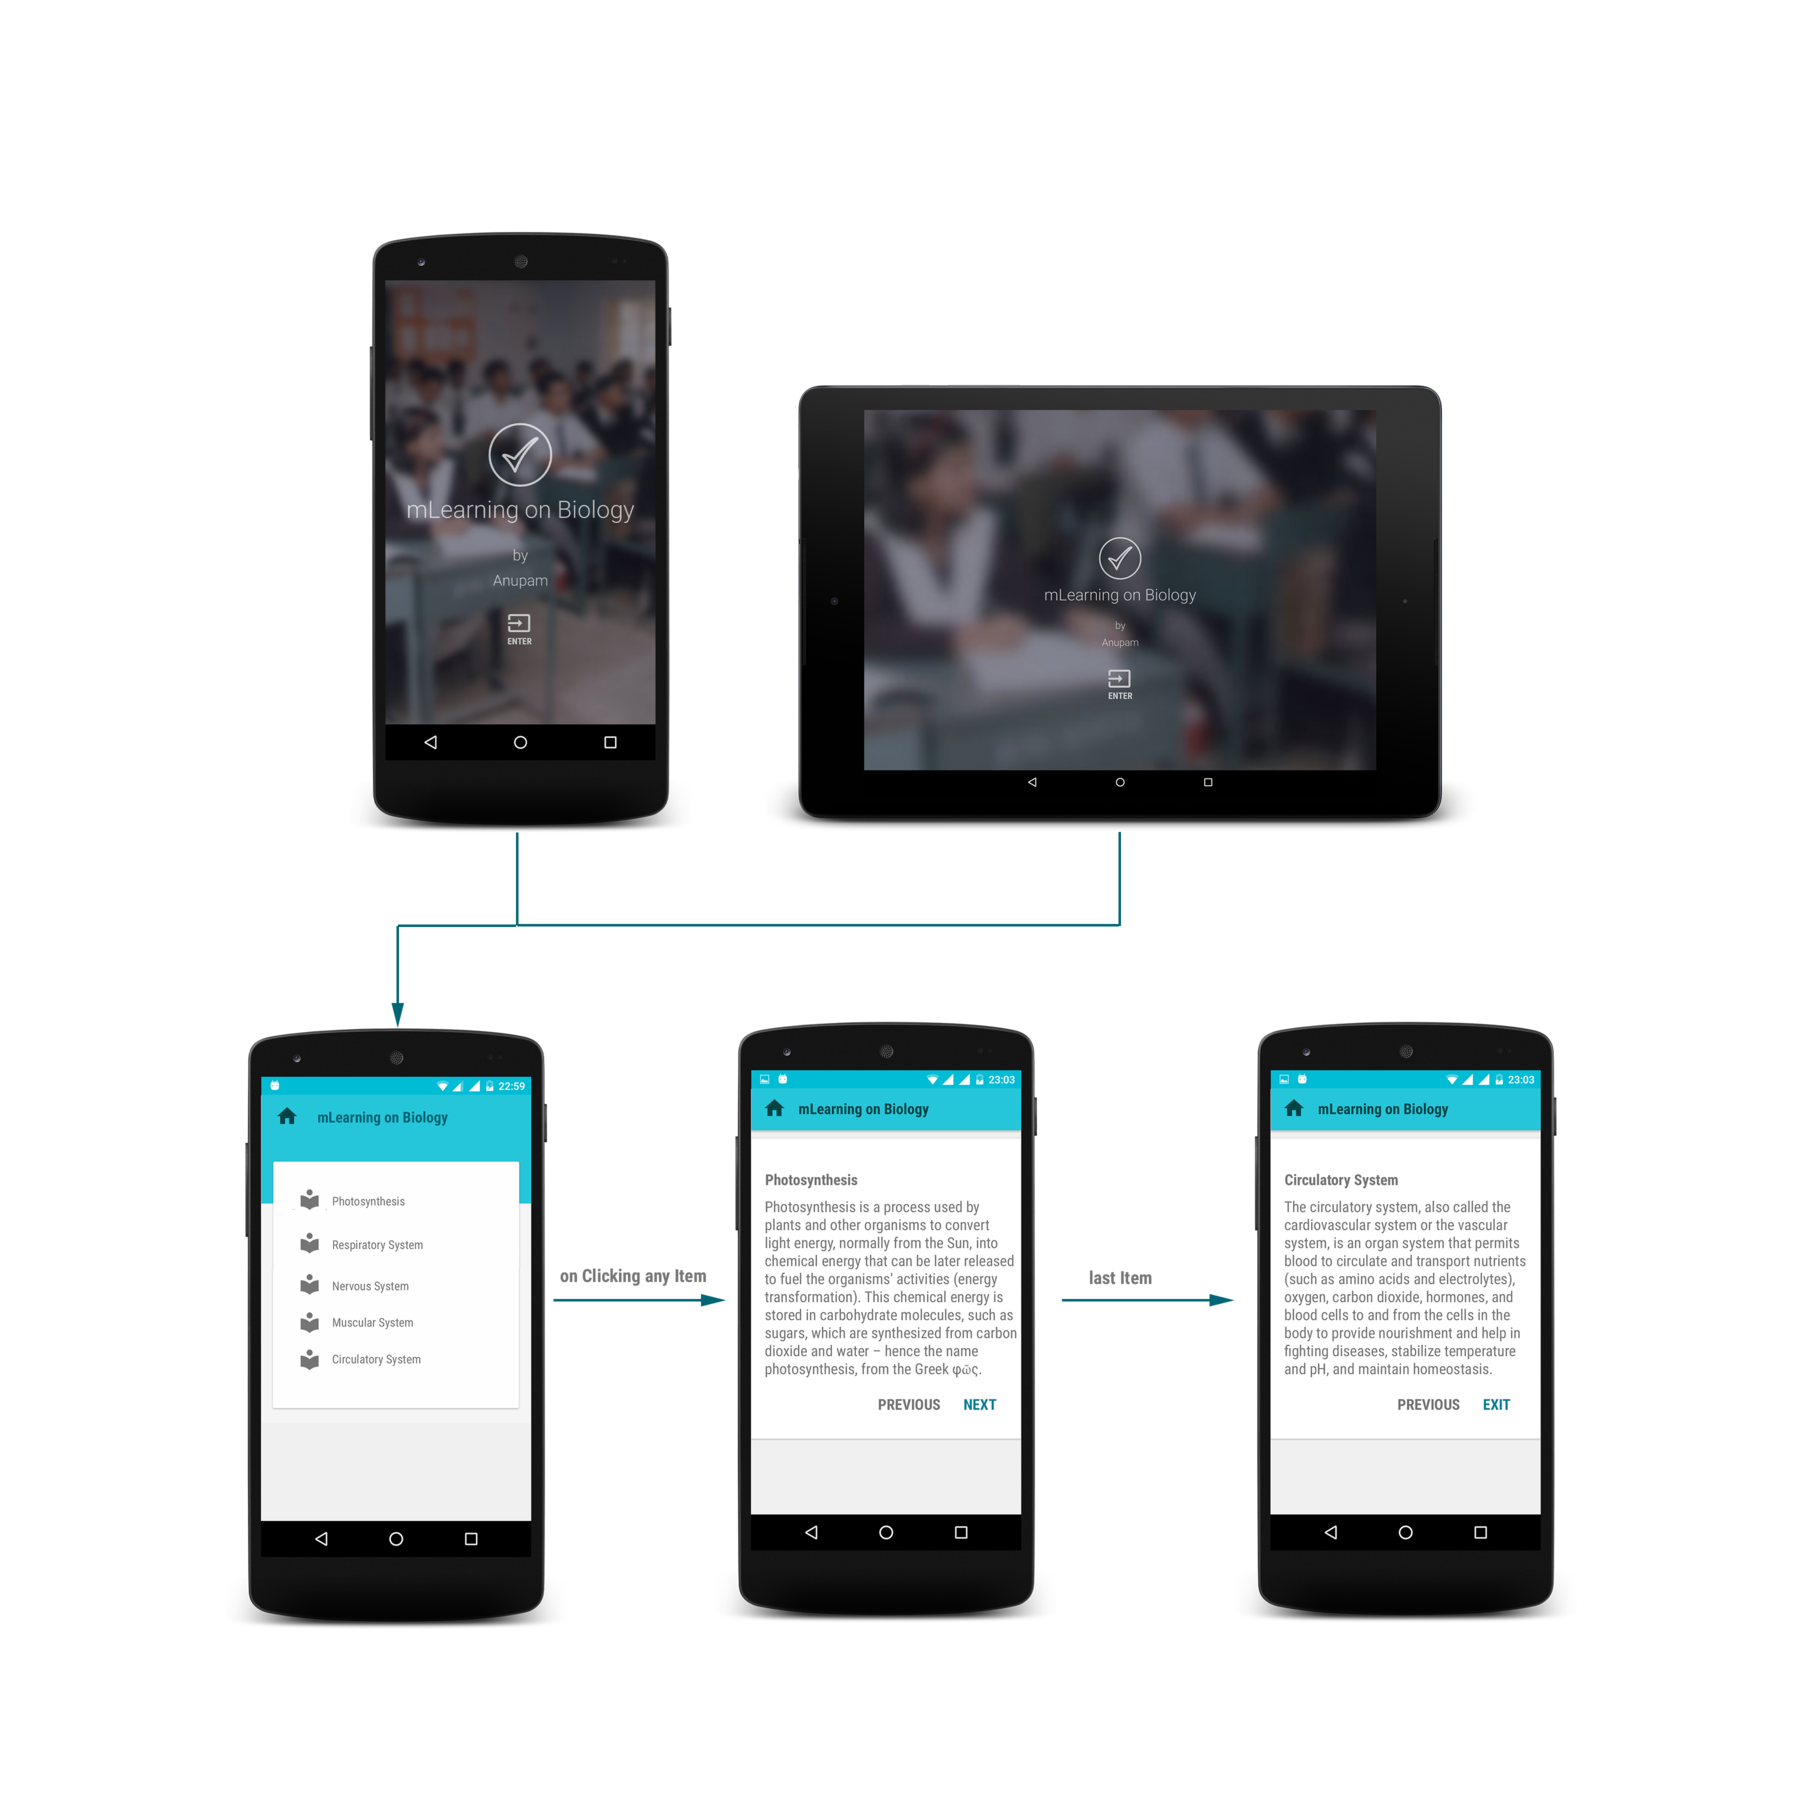 mLearning on Biology
by
Anupam
ENTER
mLearning on Biology
by
Anupam
ENTER
22:59
mLearning on Biology
Photosynthesis
Respiratory System
Nervous System
Muscular System
Circulatory System
on Clicking any Item
23:03
mLearning on Biology
Photosynthesis
Photosynthesis is a process used by
plants and other organisms to convert
light energy, normally from the Sun, into
chemical energy that can be later released
to fuel the organisms' activities (energy
transformation). This chemical energy is
stored in carbohydrate molecules, such as
sugars, which are synthesized from carbon
dioxide and water – hence the name
photosynthesis, from the Greek φῶς.
PREVIOUS NEXT
last Item
23:03
mLearning on Biology
Circulatory System
The circulatory system, also called the
cardiovascular system or the vascular
system, is an organ system that permits
blood to circulate and transport nutrients
(such as amino acids and electrolytes),
oxygen, carbon dioxide, hormones, and
blood cells to and from the cells in the
body to provide nourishment and help in
fighting diseases, stabilize temperature
and pH, and maintain homeostasis.
PREVIOUS EXIT